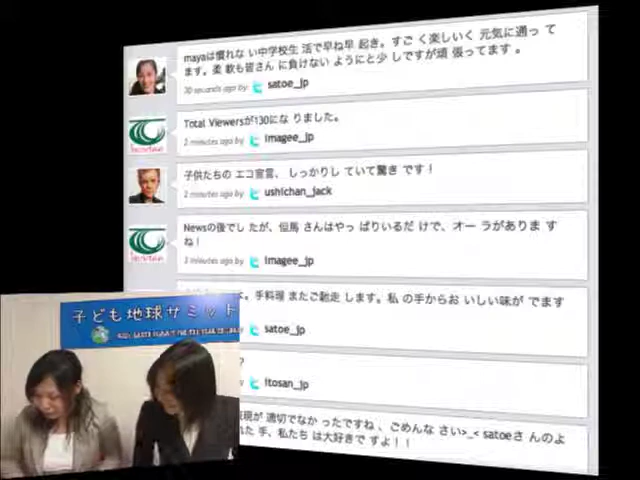 mayaは慣れな い中学校生 活で早ね早 起き。すご く楽しいく 元気に通っ て
ます。柔 軟も皆さん に負けない ようにと少 しですが頑 張ってます 。
30 seconds ago by satoe_jp
Total Viewersが130にな りました。
2 minutes ago by imagee_jp
子供たちの エコ宣言、 しっかりし ていて驚き です!
2 minutes ago by ushichan_jack
Newsの後でし たが、但馬 さんはやっ ぱりいるだ けで、オー ラがありま す
ね!
3 minutes ago by imagee_jp
。手料理 またご馳走 します。私 の手からお いしい味が でます
satoe_jp
?
itosan_jp
現が 適切でなか ったですね 、ごめんな さい>_< satoeさ んのよ
れた 手、私たち は大好きで すよ!!
子ども地球サミット